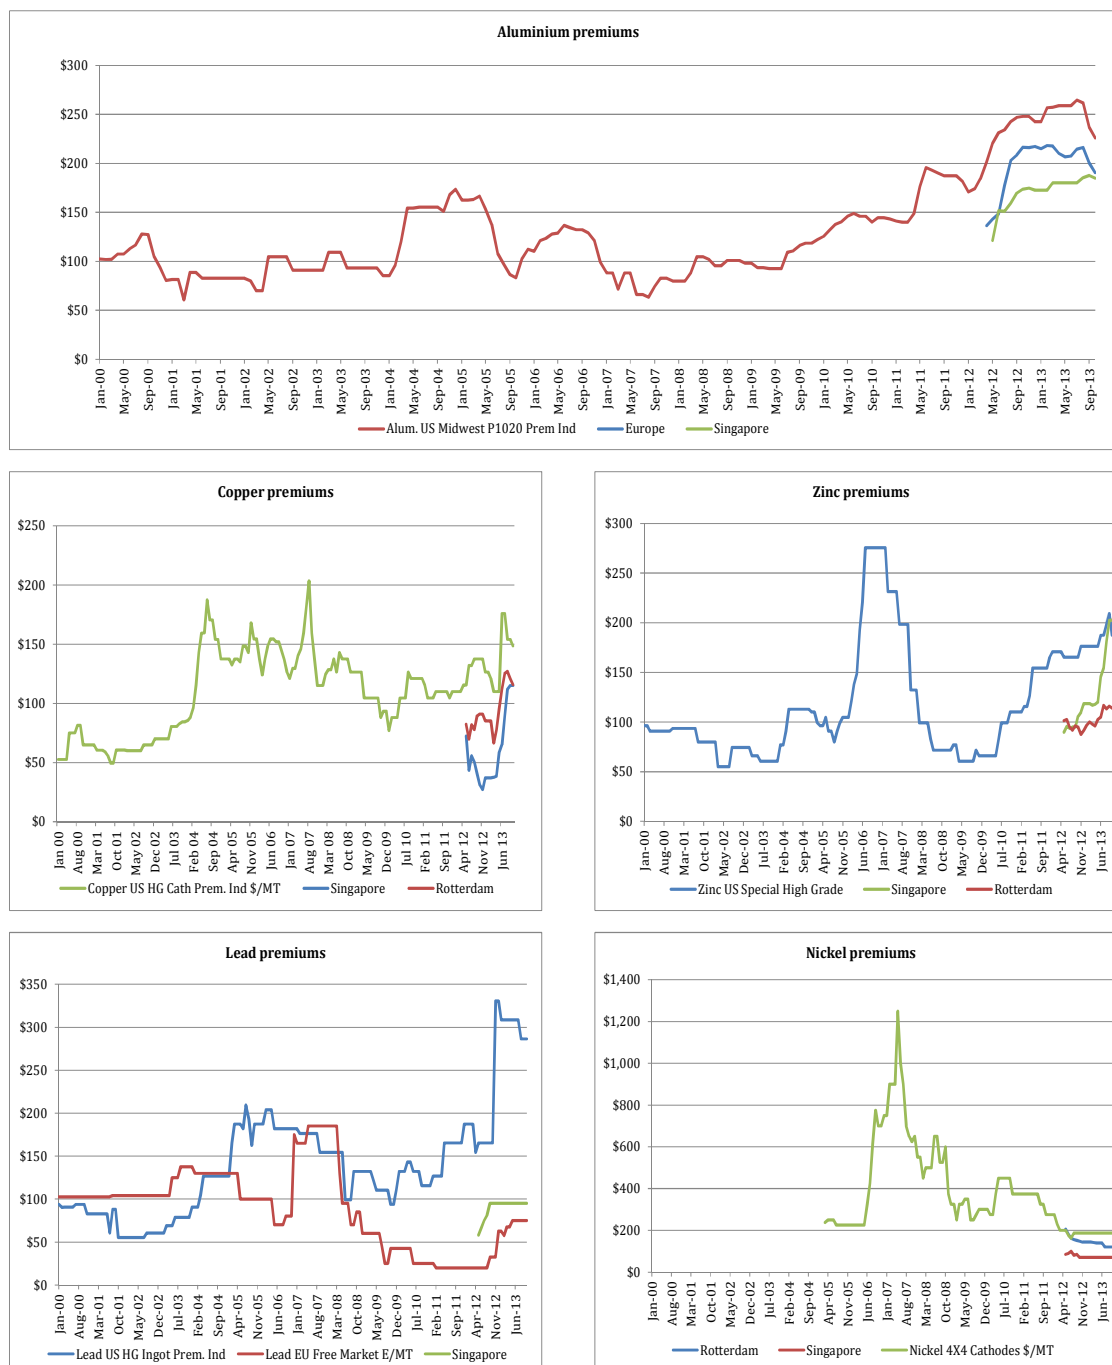 Aluminium premiums
$300
$250
$200
$150
$100
$50
$0
Jan-00 May-00 Sep-00 Jan-01 May-01 Sep-01 Jan-02 May-02 Sep-02 Jan-03 May-03 Sep-03 Jan-04 May-04 Sep-04 Jan-05 May-05 Sep-05 Jan-06 May-06 Sep-06 Jan-07 May-07 Sep-07 Jan-08 May-08 Sep-08 Jan-09 May-09 Sep-09 Jan-10 May-10 Sep-10 Jan-11 May-11 Sep-11 Jan-12 May-12 Sep-12 Jan-13 May-13 Sep-13
Alum. US Midwest P1020 Prem Ind Europe Singapore
Copper premiums
$250
$200
$150
$100
$50
$0
Jan 00 Aug 00 Mar 01 Oct 01 May 02 Dec 02 Jul 03 Feb 04 Sep 04 Apr 05 Nov 05 Jun 06 Jan 07 Aug 07 Mar 08 Oct 08 May 09 Dec 09 Jul 10 Feb 11 Sep 11 Apr 12 Nov 12 Jun 13
Copper US HG Cath Prem. Ind $/MT Singapore Rotterdam
Zinc premiums
$300
$250
$200
$150
$100
$50
$0
Jan-00 Aug-00 Mar-01 Oct-01 May-02 Dec-02 Jul-03 Feb-04 Sep-04 Apr-05 Nov-05 Jun-06 Jan-07 Aug-07 Mar-08 Oct-08 May-09 Dec-09 Jul-10 Feb-11 Sep-11 Apr-12 Nov-12 Jun-13
Zinc US Special High Grade Singapore Rotterdam
Lead premiums
$350
$300
$250
$200
$150
$100
$50
$0
Jan-00 Aug-00 Mar-01 Oct-01 May-02 Dec-02 Jul-03 Feb-04 Sep-04 Apr-05 Nov-05 Jun-06 Jan-07 Aug-07 Mar-08 Oct-08 May-09 Dec-09 Jul-10 Feb-11 Sep-11 Apr-12 Nov-12 Jun-13
Lead US HG Ingot Prem. Ind Lead EU Free Market E/MT Singapore
Nickel premiums
$1,400
$1,200
$1,000
$800
$600
$400
$200
$0
Jan-00 Aug-00 Mar-01 Oct-01 May-02 Dec-02 Jul-03 Feb-04 Sep-04 Apr-05 Nov-05 Jun-06 Jan-07 Aug-07 Mar-08 Oct-08 May-09 Dec-09 Jul-10 Feb-11 Sep-11 Apr-12 Nov-12 Jun-13
Rotterdam Singapore Nickel 4X4 Cathodes $/MT